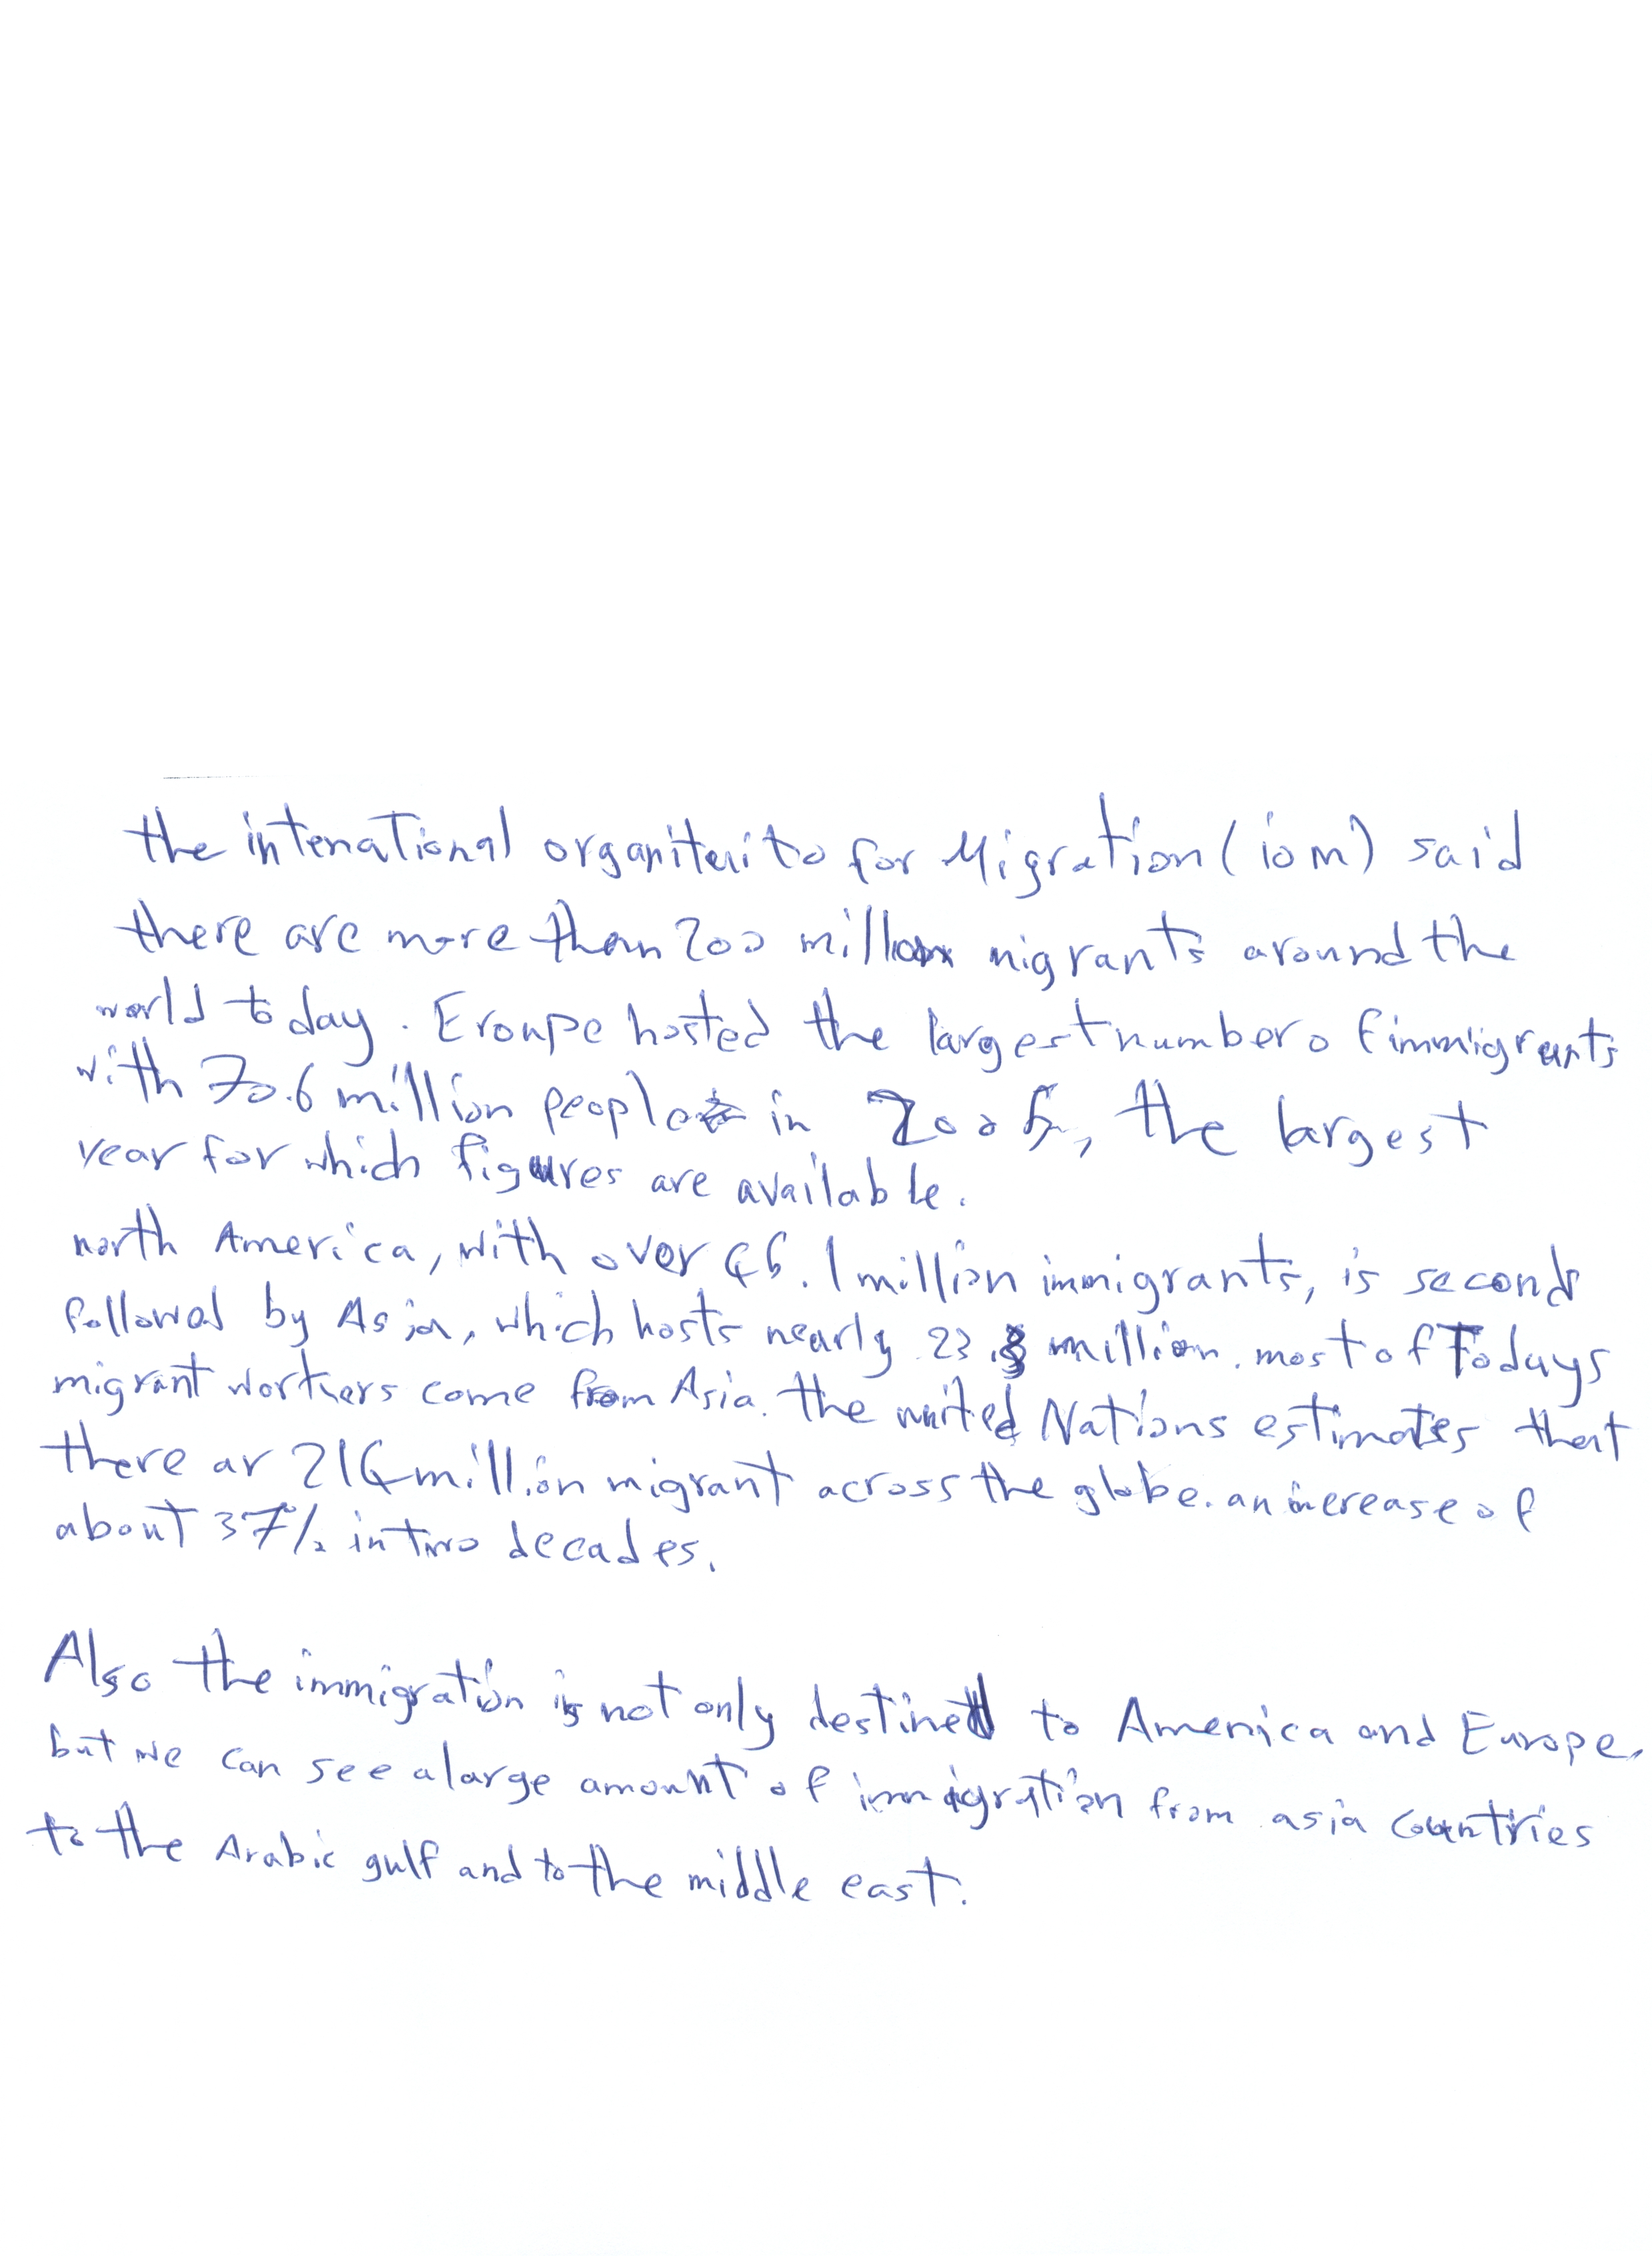 the intenational organiteito for Migration (iom) said
there are more than 200 million nigrants around the
world today. Eroupe hosted the largest number of immigrants
with 70.6 million people in 2005, the largest
year for which figures are available.
north America, with over 46.1 million immigrants, is second
followed by Asia, which hosts nearly 23.3 million. most of Todays
migrant workers come from Asia. the united Nations estimates that
there ar 214 million migrant across the globe. an increase of
about 37% in two decades.
Also the immigration is not only destined to America and Europe,
but we can see a large amount of immigration from asia countries
to the Arabic gulf and to the middle east.